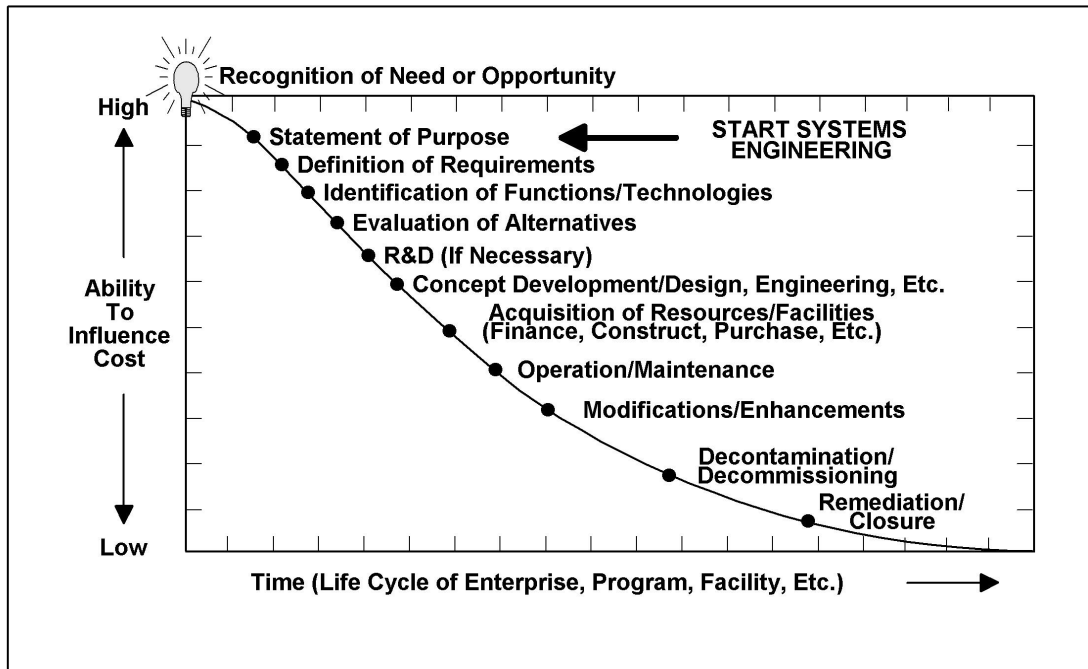 Recognition of Need or Opportunity
High
Statement of Purpose
START SYSTEMS
ENGINEERING
Definition of Requirements
Identification of Functions/Technologies
Evaluation of Alternatives
R&D (If Necessary)
Concept Development/Design, Engineering, Etc.
Ability
To
Influence
Cost
Acquisition of Resources/Facilities
(Finance, Construct, Purchase, Etc.)
Operation/Maintenance
Modifications/Enhancements
Decontamination/
Decommissioning
Remediation/
Closure
Low
Time (Life Cycle of Enterprise, Program, Facility, Etc.)